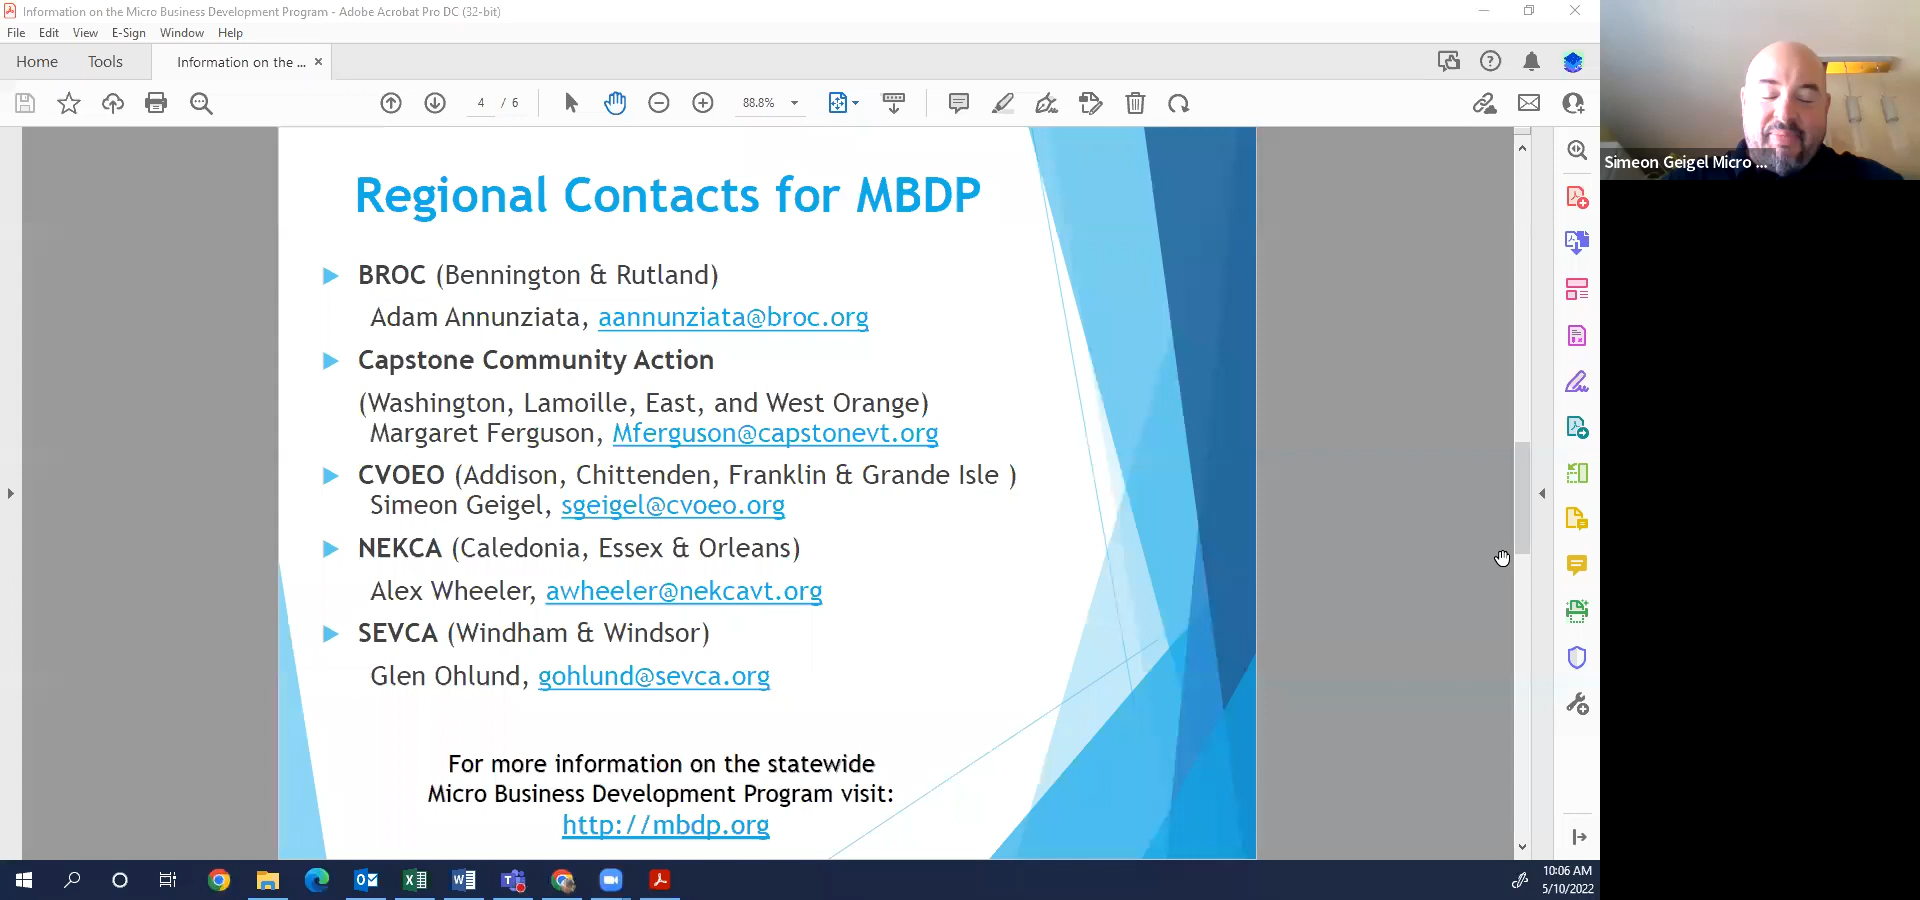 Information on the Micro Business Development Program - Adobe Acrobat Pro DC (32-bit)
File Edit View E-Sign Window Help
Home Tools Information on the ... ×
4 / 6 88.8%
Simeon Geigel Micro ...
Regional Contacts for MBDP
BROC (Bennington & Rutland)
Adam Annunziata, aannunziata@broc.org
Capstone Community Action
(Washington, Lamoille, East, and West Orange)
Margaret Ferguson, Mferguson@capstonevt.org
CVOEO (Addison, Chittenden, Franklin & Grande Isle )
Simeon Geigel, sgeigel@cvoeo.org
NEKCA (Caledonia, Essex & Orleans)
Alex Wheeler, awheeler@nekcavt.org
SEVCA (Windham & Windsor)
Glen Ohlund, gohlund@sevca.org
For more information on the statewide
Micro Business Development Program visit:
http://mbdp.org
10:06 AM
5/10/2022